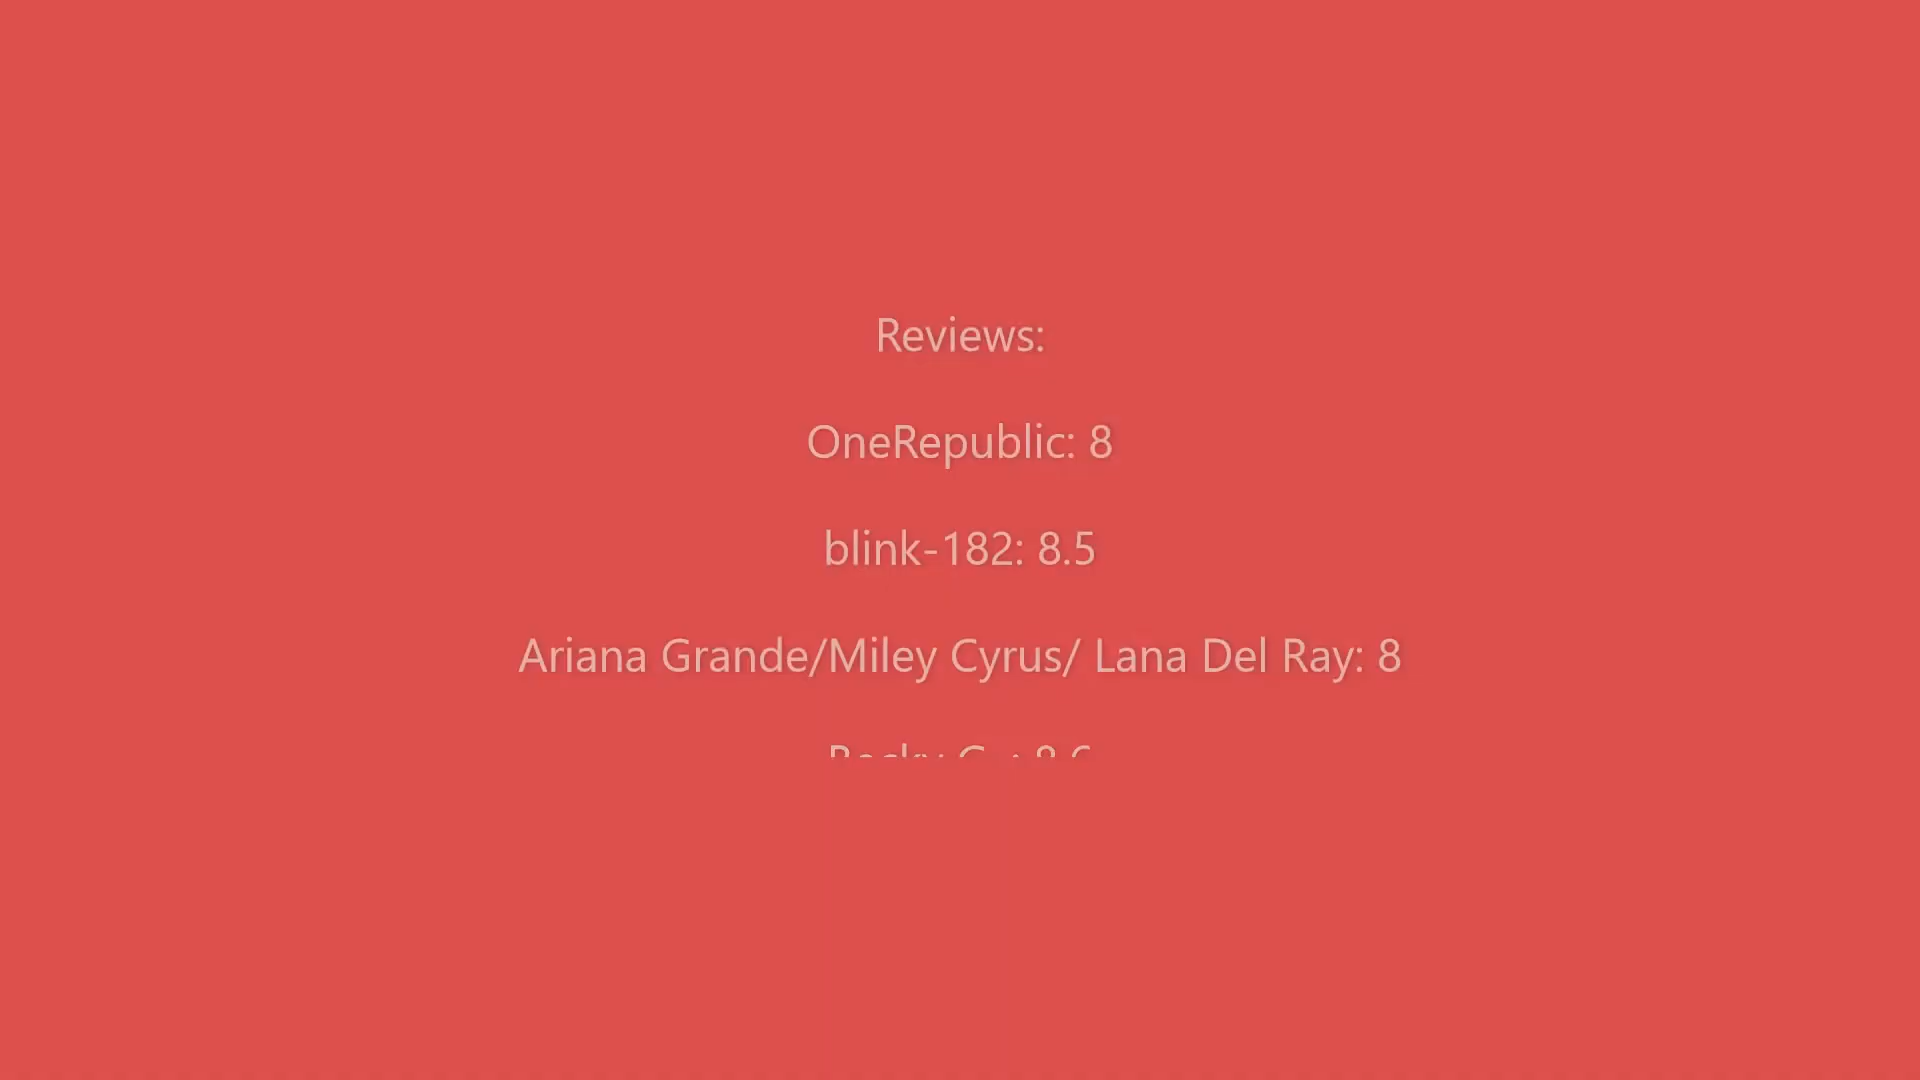 Reviews:
OneRepublic: 8
blink-182: 8.5
Ariana Grande/Miley Cyrus/ Lana Del Ray: 8